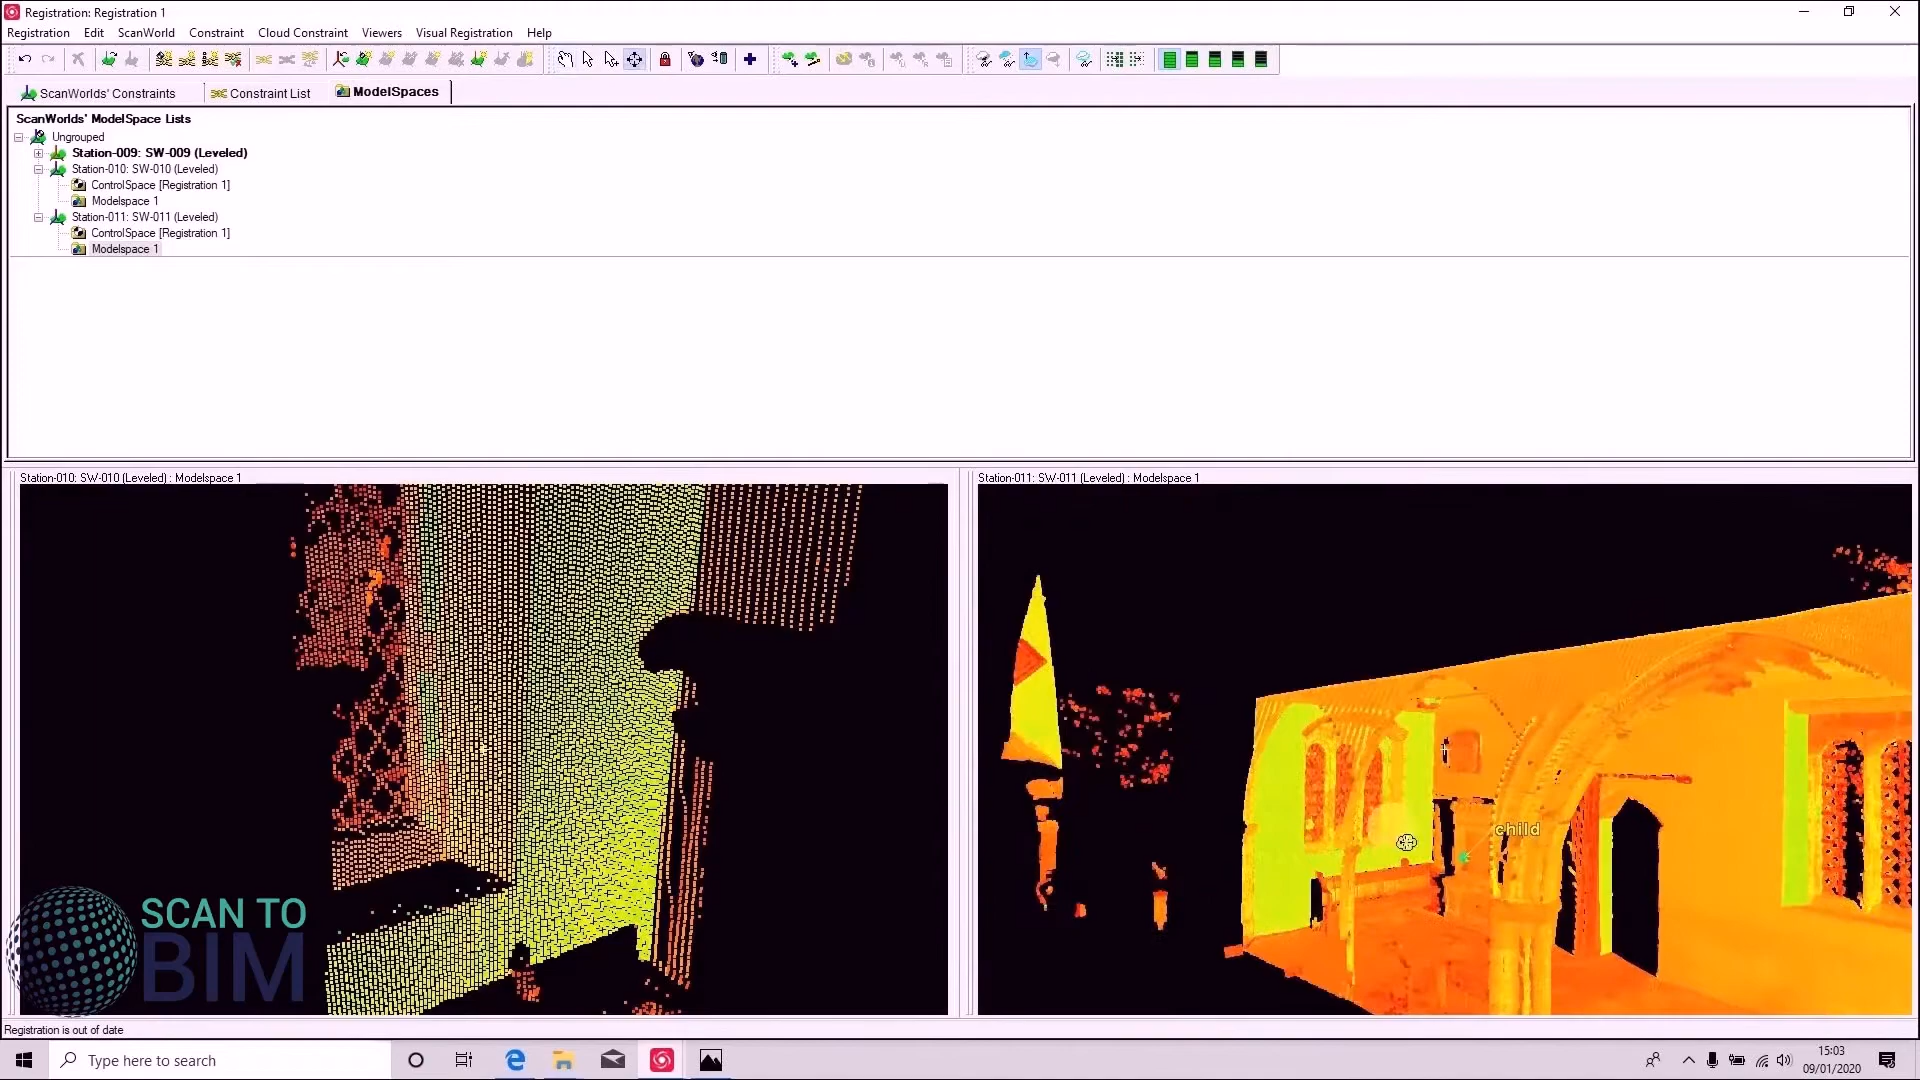 Registration: Registration 1
Registration Edit ScanWorld Constraint Cloud Constraint Viewers Visual Registration Help
ScanWorlds' Constraints Constraint List ModelSpaces
ScanWorlds' ModelSpace Lists
Ungrouped
Station-009: SW-009 (Leveled)
Station-010: SW-010 (Leveled)
ControlSpace [Registration 1]
Modelspace 1
Station-011: SW-011 (Leveled)
ControlSpace [Registration 1]
Modelspace 1
Station-010: SW-010 (Leveled) : Modelspace 1
Station-011: SW-011 (Leveled) : Modelspace 1
child
SCAN TO
BIM
Registration is out of date
Type here to search
15:03
09/01/2020